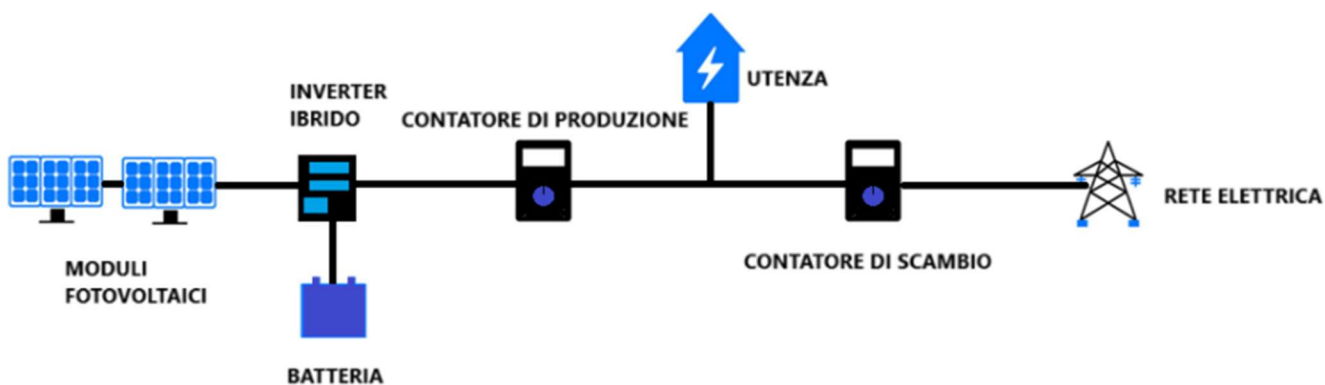 UTENZA
INVERTER
IBRIDO
CONTATORE DI PRODUZIONE
RETE ELETTRICA
CONTATORE DI SCAMBIO
MODULI
FOTOVOLTAICI
BATTERIA